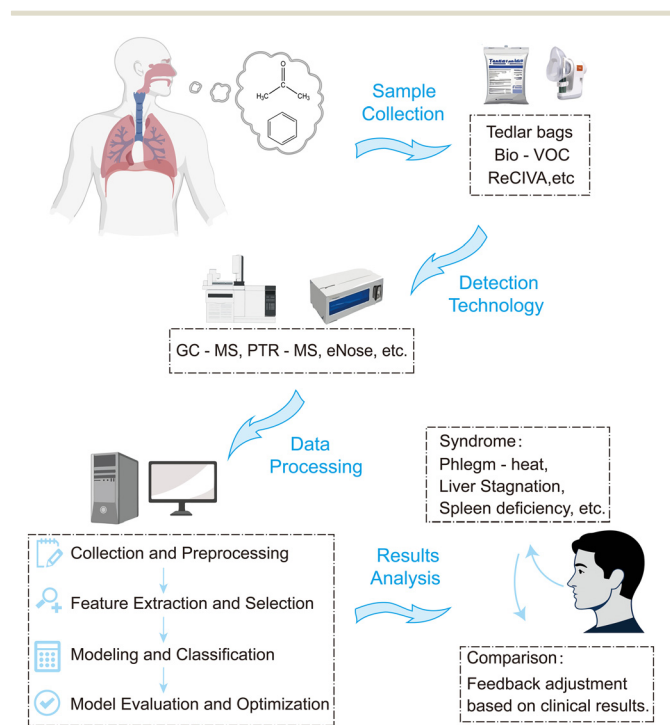 Sample
Collection
O
H₃C
C
CH₃
Tedlar bags
Bio - VOC
ReCIVA,etc
Detection
Technology
GC - MS, PTR - MS, eNose, etc.
Data
Processing
Syndrome:
Phlegm - heat,
Liver Stagnation,
Spleen deficiency, etc.
Collection and Preprocessing
Feature Extraction and Selection
Modeling and Classification
Model Evaluation and Optimization
Results
Analysis
Comparison:
Feedback adjustment
based on clinical results.